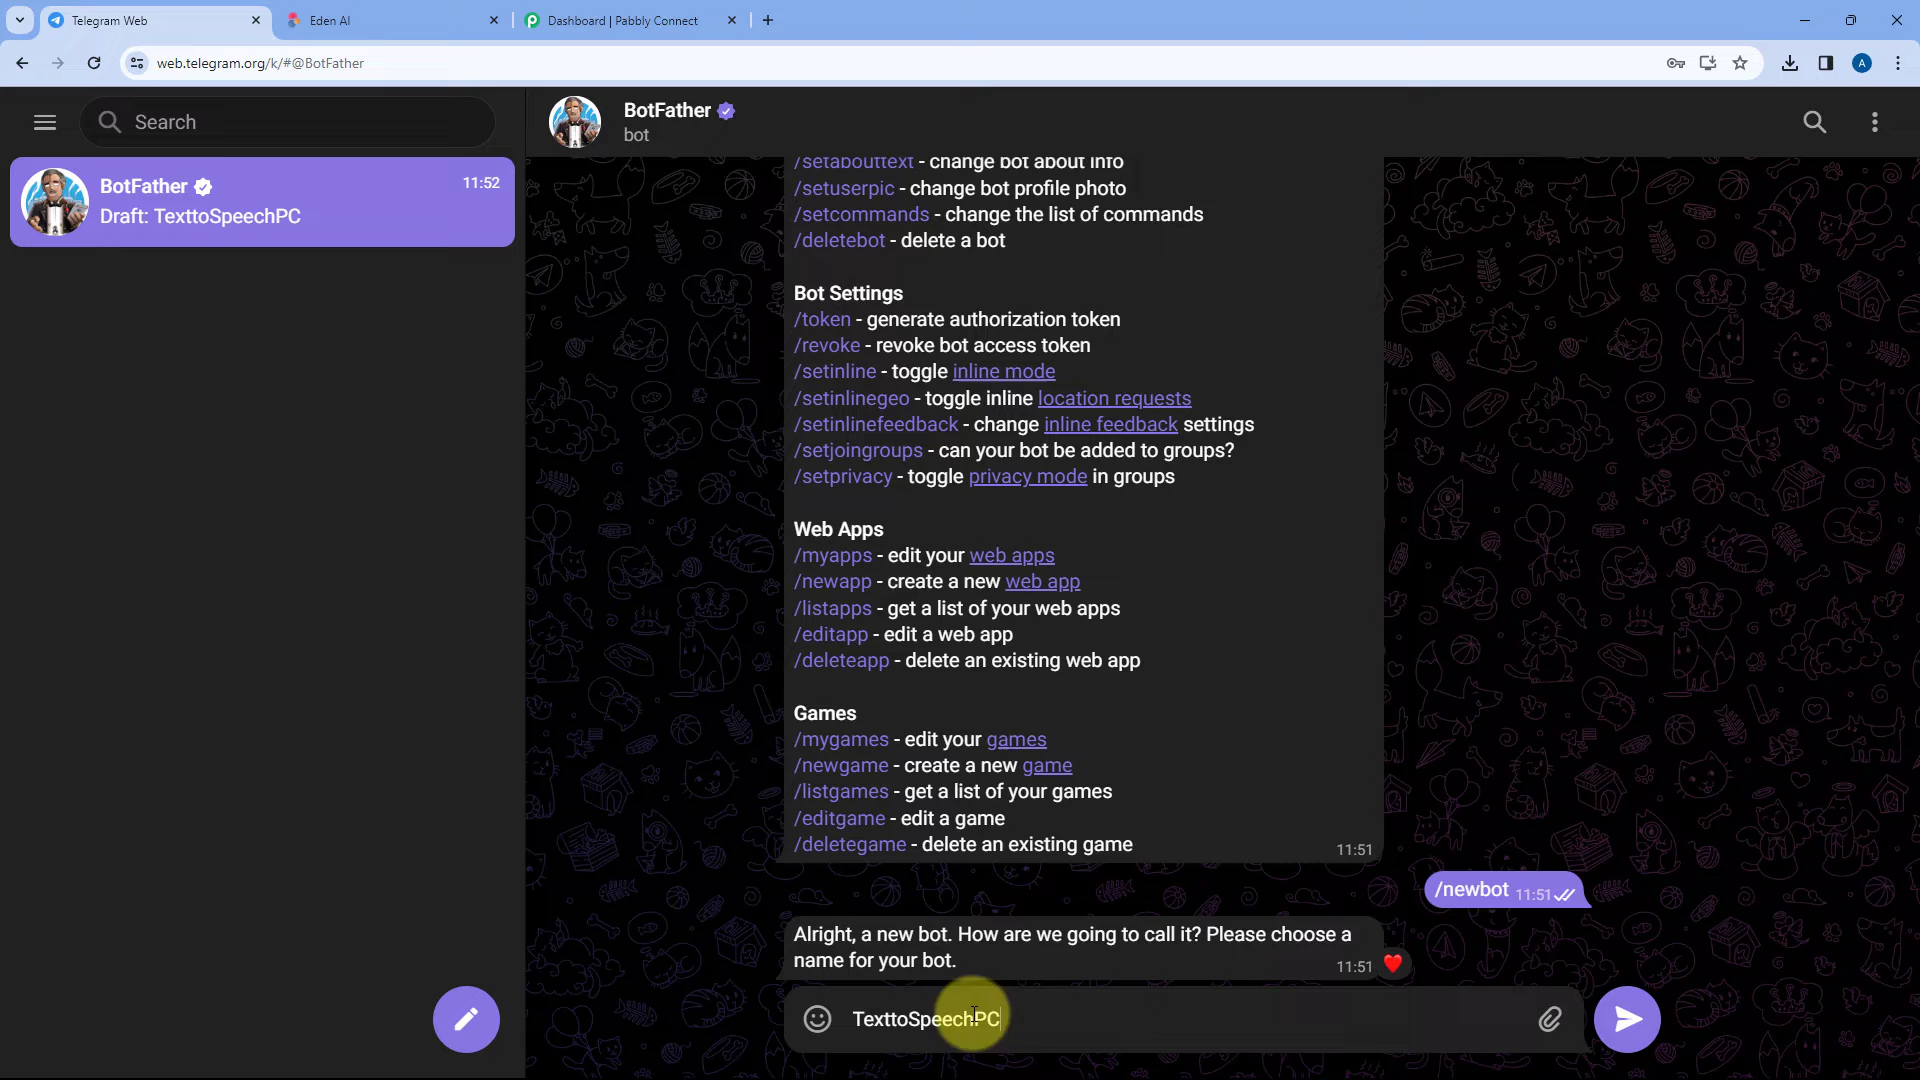 Telegram Web
Eden AI
Dashboard | Pabbly Connect
web.telegram.org/k/#@BotFather
A
Search
BotFather
bot
BotFather
11:52
Draft: TexttoSpeechPC
/setabouttext - change bot about info
/setuserpic - change bot profile photo
/setcommands - change the list of commands
/deletebot - delete a bot
Bot Settings
/token - generate authorization token
/revoke - revoke bot access token
/setinline - toggle inline mode
/setinlinegeo - toggle inline location requests
/setinlinefeedback - change inline feedback settings
/setjoingroups - can your bot be added to groups?
/setprivacy - toggle privacy mode in groups
Web Apps
/myapps - edit your web apps
/newapp - create a new web app
/listapps - get a list of your web apps
/editapp - edit a web app
/deleteapp - delete an existing web app
Games
/mygames - edit your games
/newgame - create a new game
/listgames - get a list of your games
/editgame - edit a game
/deletegame - delete an existing game
11:51
/newbot 11:51
Alright, a new bot. How are we going to call it? Please choose a
name for your bot.
11:51
TexttoSpeechPC